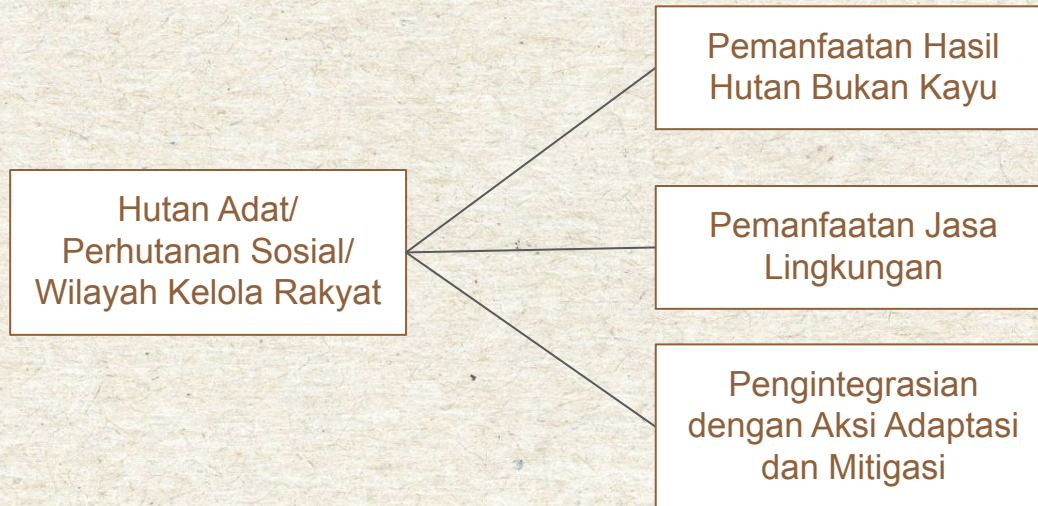 Hutan Adat/
Perhutanan Sosial/
Wilayah Kelola Rakyat
Pemanfaatan Hasil
Hutan Bukan Kayu
Pemanfaatan Jasa
Lingkungan
Pengintegrasian
dengan Aksi Adaptasi
dan Mitigasi